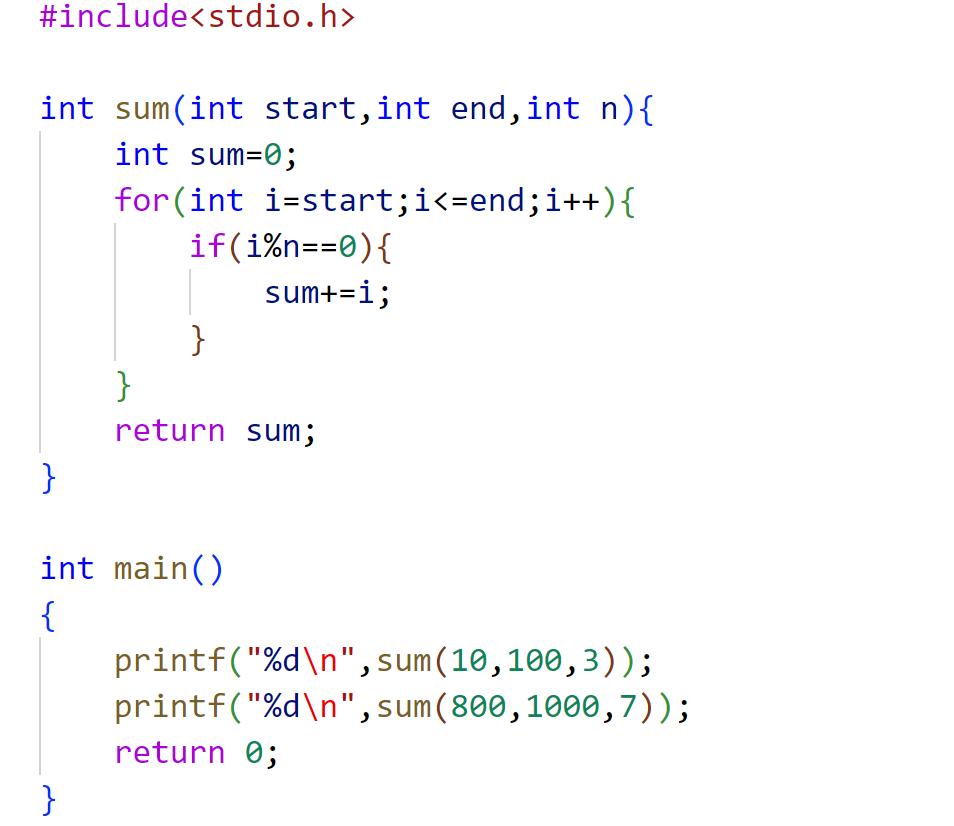 #include<stdio.h>

int sum(int start,int end,int n){
    int sum=0;
    for(int i=start;i<=end;i++){
        if(i%n==0){
            sum+=i;
        }
    }
    return sum;
}

int main()
{
    printf("%d\n",sum(10,100,3));
    printf("%d\n",sum(800,1000,7));
    return 0;
}